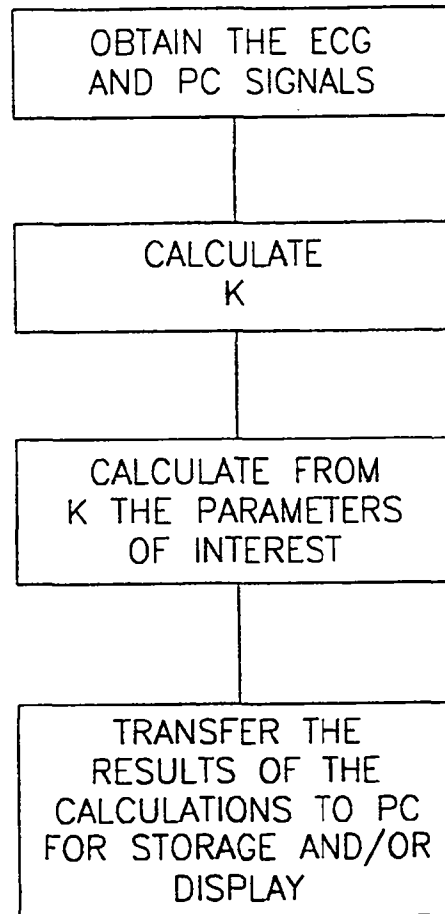 OBTAIN THE ECG
AND PC SIGNALS
CALCULATE
K
CALCULATE FROM
K THE PARAMETERS
OF INTEREST
TRANSFER THE
RESULTS OF THE
CALCULATIONS TO PC
FOR STORAGE AND/OR
DISPLAY